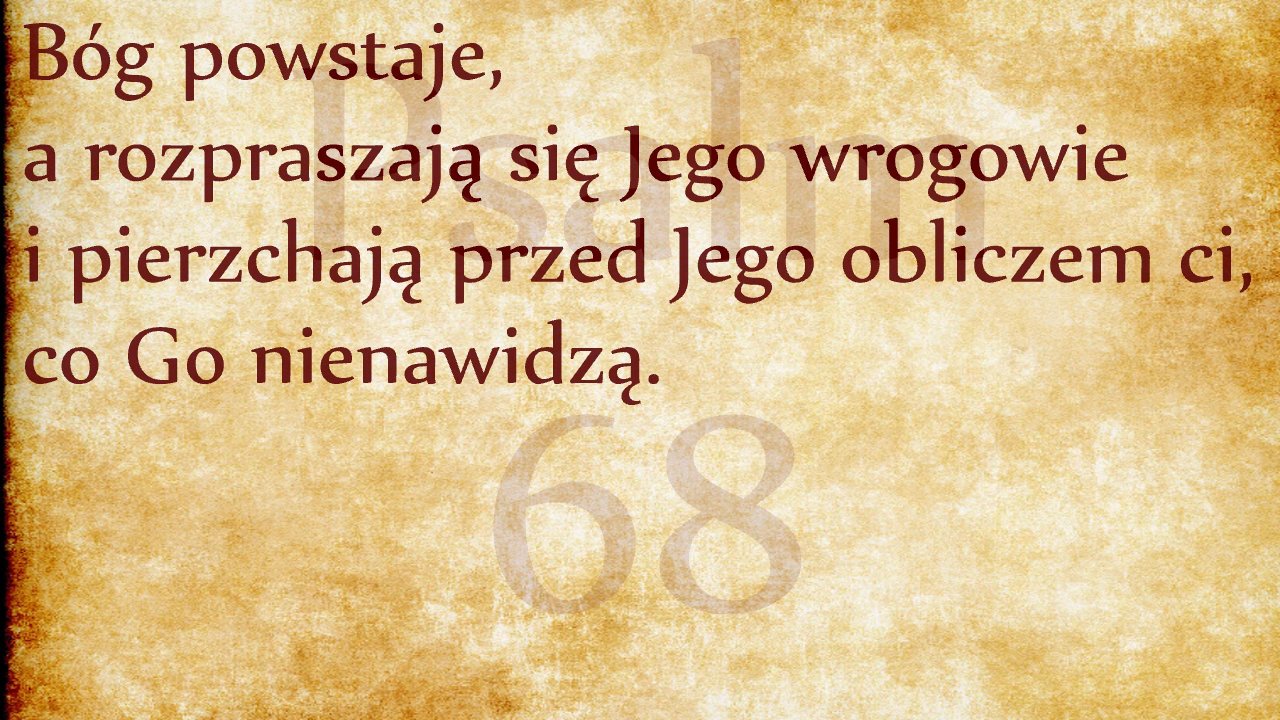 Bóg powstaje,
a rozpraszają się Jego wrogowie
i pierzchają przed Jego obliczem ci,
co Go nienawidzą.
Psalm
68